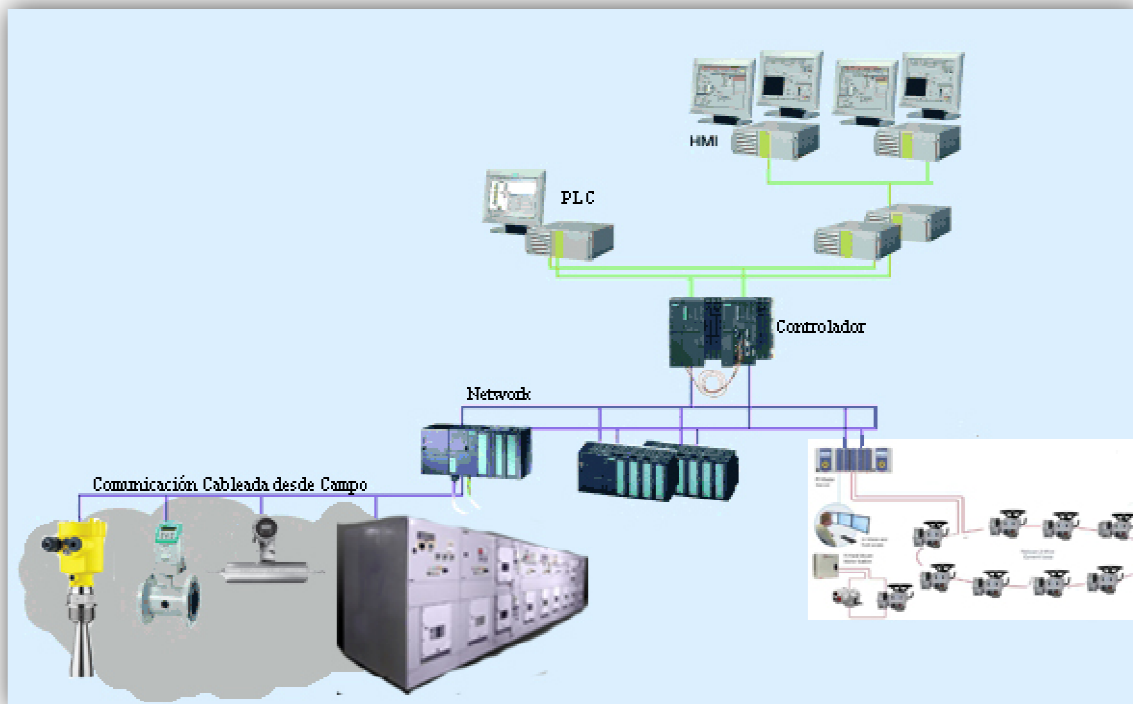 HMI
PLC
Controlador
Network
Comunicación Cableada desde Campo